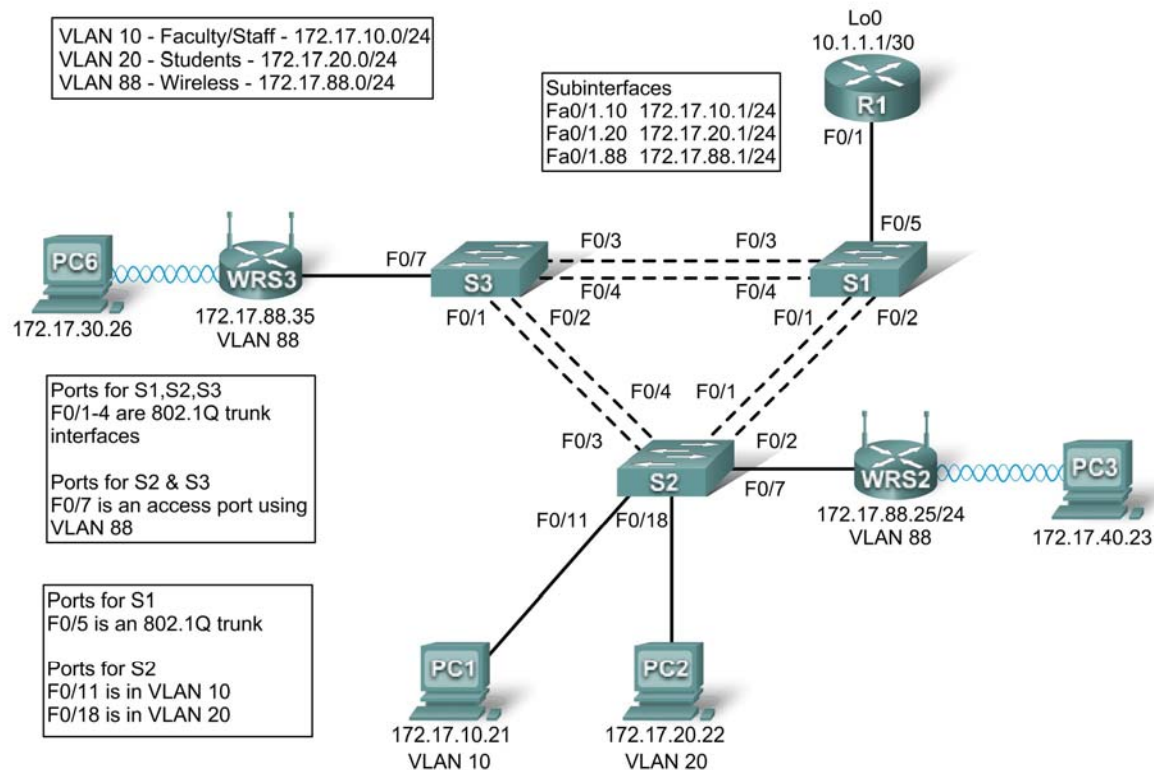 VLAN 10 - Faculty/Staff - 172.17.10.0/24
VLAN 20 - Students - 172.17.20.0/24
VLAN 88 - Wireless - 172.17.88.0/24
Lo0
10.1.1.1/30
R1
F0/1
Subinterfaces
Fa0/1.10 172.17.10.1/24
Fa0/1.20 172.17.20.1/24
Fa0/1.88 172.17.88.1/24
F0/5
PC6
172.17.30.26
WRS3
172.17.88.35
VLAN 88
F0/7
S3
F0/3
F0/4
F0/1
F0/2
F0/3
F0/4
S1
F0/1
F0/2
Ports for S1,S2,S3
F0/1-4 are 802.1Q trunk
interfaces
Ports for S2 & S3
F0/7 is an access port using
VLAN 88
F0/4
F0/3
F0/1
F0/2
S2
F0/7
F0/11
F0/18
WRS2
172.17.88.25/24
VLAN 88
PC3
172.17.40.23
Ports for S1
F0/5 is an 802.1Q trunk
Ports for S2
F0/11 is in VLAN 10
F0/18 is in VLAN 20
PC1
172.17.10.21
VLAN 10
PC2
172.17.20.22
VLAN 20